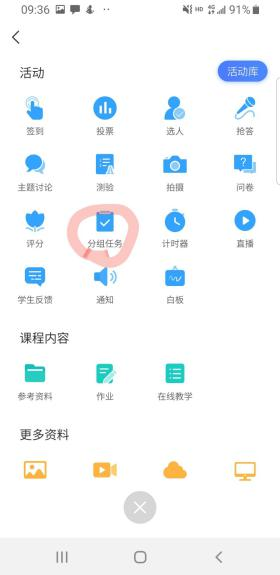 09:36 HD 4G 91%
活动 活动库
签到 投票 选人 抢答
主题讨论 测验 拍摄 问卷
评分 分组任务 计时器 直播
学生反馈 通知 白板
课程内容
参考资料 作业 在线教学
更多资料